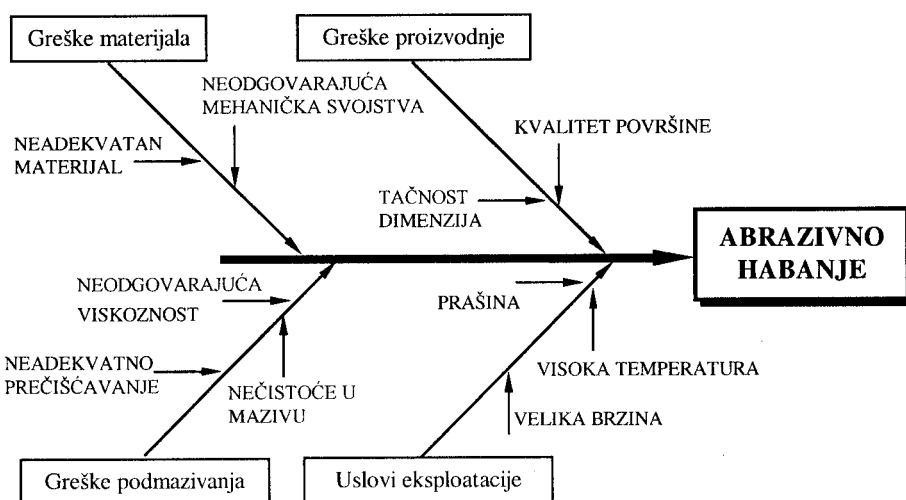 Greške materijala
Greške proizvodnje
NEODGOVARAJUĆA
MEHANIČKA SVOJSTVA
NEADEKVATAN
MATERIJAL
KVALITET POVRŠINE
TAČNOST
DIMENZIJA
ABRAZIVNO
HABANJE
NEODGOVARAJUĆA
VISKOZNOST
PRAŠINA
NEADEKVATNO
PREČIŠĆAVANJE
NEČISTOĆE U
MAZIVU
VISOKA TEMPERATURA
VELIKA BRZINA
Greške podmazivanja
Uslovi eksploatacije